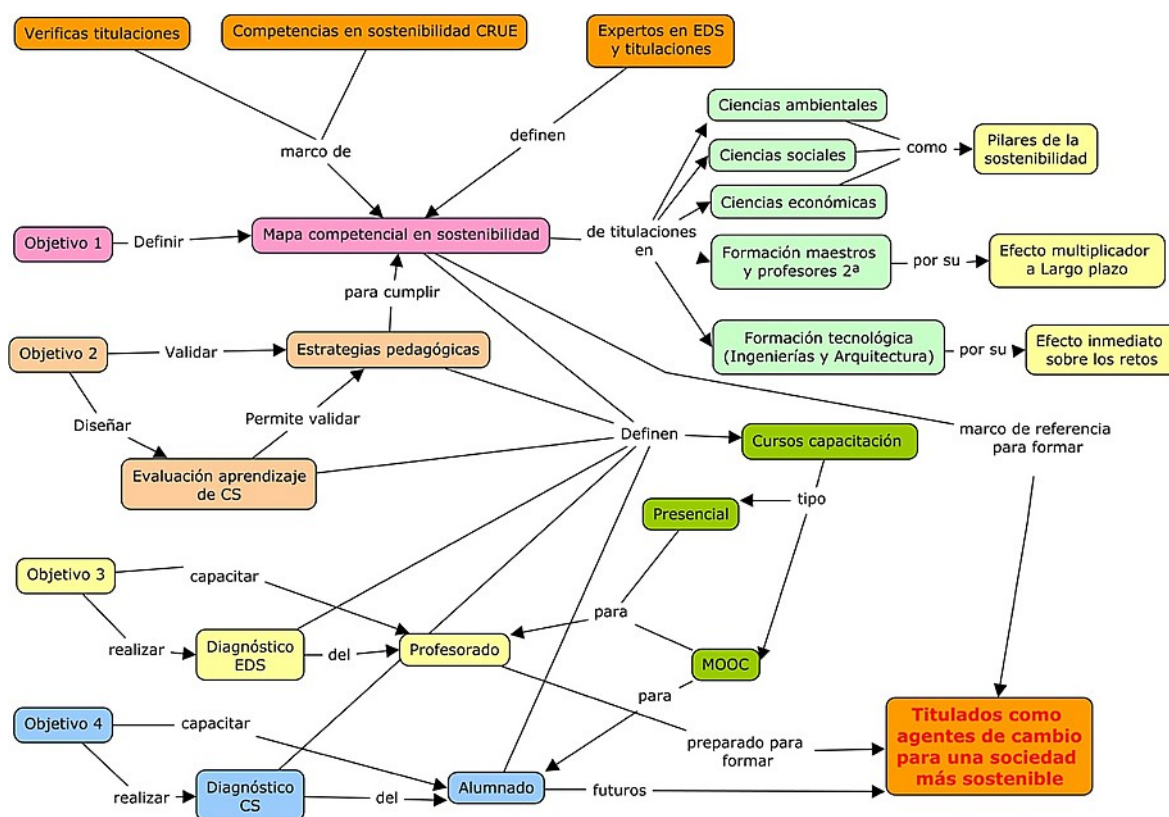 Verificas titulaciones
Competencias en sostenibilidad CRUE
Expertos en EDS
y titulaciones
marco de
definen
Ciencias ambientales
Ciencias sociales
Ciencias económicas
como
Pilares de la
sostenibilidad
Objetivo 1
Definir
Mapa competencial en sostenibilidad
de titulaciones
en
Formación maestros
y profesores 2ª
por su
Efecto multiplicador
a Largo plazo
para cumplir
Objetivo 2
Validar
Estrategias pedagógicas
Formación tecnológica
(Ingenierías y Arquitectura)
por su
Efecto inmediato
sobre los retos
Diseñar
Permite validar
Definen
Cursos capacitación
marco de referencia
para formar
Evaluación aprendizaje
de CS
tipo
Presencial
Objetivo 3
capacitar
para
realizar
Diagnóstico
EDS
del
Profesorado
MOOC
para
Objetivo 4
capacitar
preparado para
formar
Titulados como
agentes de cambio
para una sociedad
más sostenible
realizar
Diagnóstico
CS
del
Alumnado
futuros